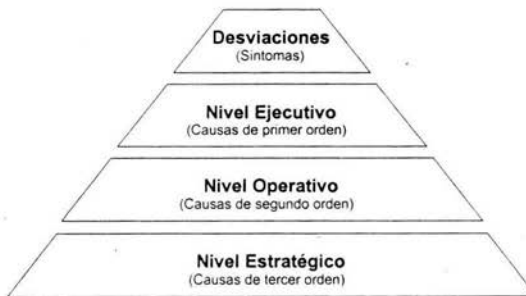 Desviaciones
(Sintomas)
Nivel Ejecutivo
(Causas de primer orden)
Nivel Operativo
(Causas de segundo orden)
Nivel Estratégico
(Causas de tercer orden)